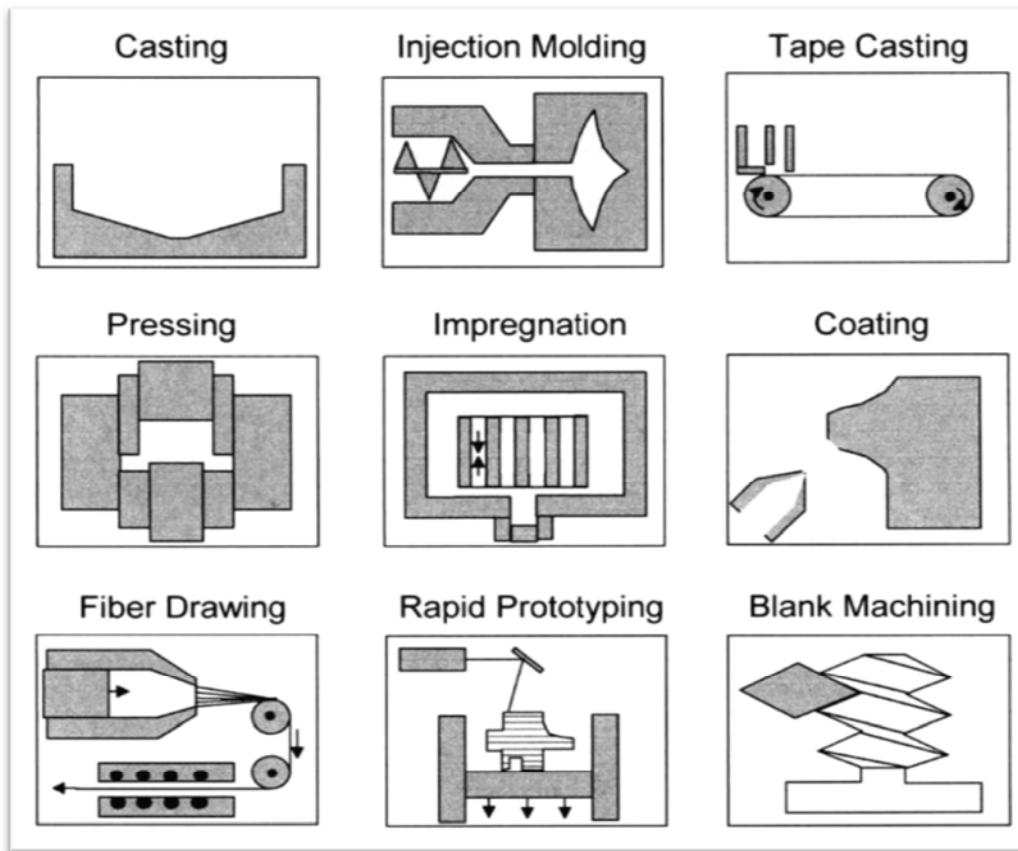 Casting
Injection Molding
Tape Casting
Pressing
Impregnation
Coating
Fiber Drawing
Rapid Prototyping
Blank Machining